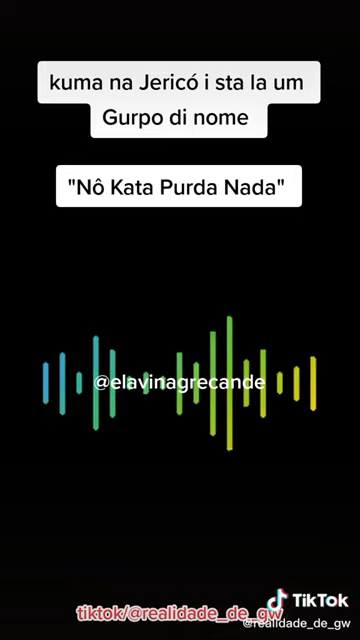 kuma na Jericó i sta la um
Gurpo di nome
"Nô Kata Purda Nada"
@elavinagrecande
TikTok
tiktok/@realidade_de_gw
@realidade_de_gw